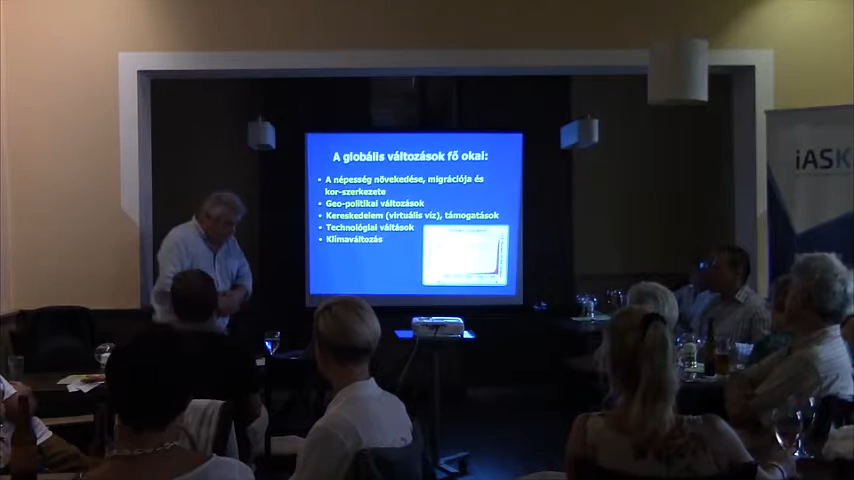 A globális változások fő okai:
• A népesség növekedése, migrációja és
kor-szerkezete
• Geo-politikai változások
• Kereskedelem (virtuális víz), támogatások
• Technológiai váltások
• Klímaváltozás
iASK